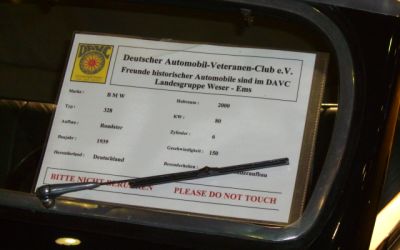 DAVC
Deutscher Automobil-Veteranen-Club e.V.
Freunde historischer Automobile sind im DAVC
Landesgruppe Weser - Ems
Marke : BMW Hubraum : 2000
Typ : 328 KW : 80
Aufbau : Roadster Zylinder : 6
Baujahr : 1939 Geschwindigkeit : 150
Herstellerland : Deutschland Besonderheiten
BITTE NICHT BERÜHREN PLEASE DO NOT TOUCH